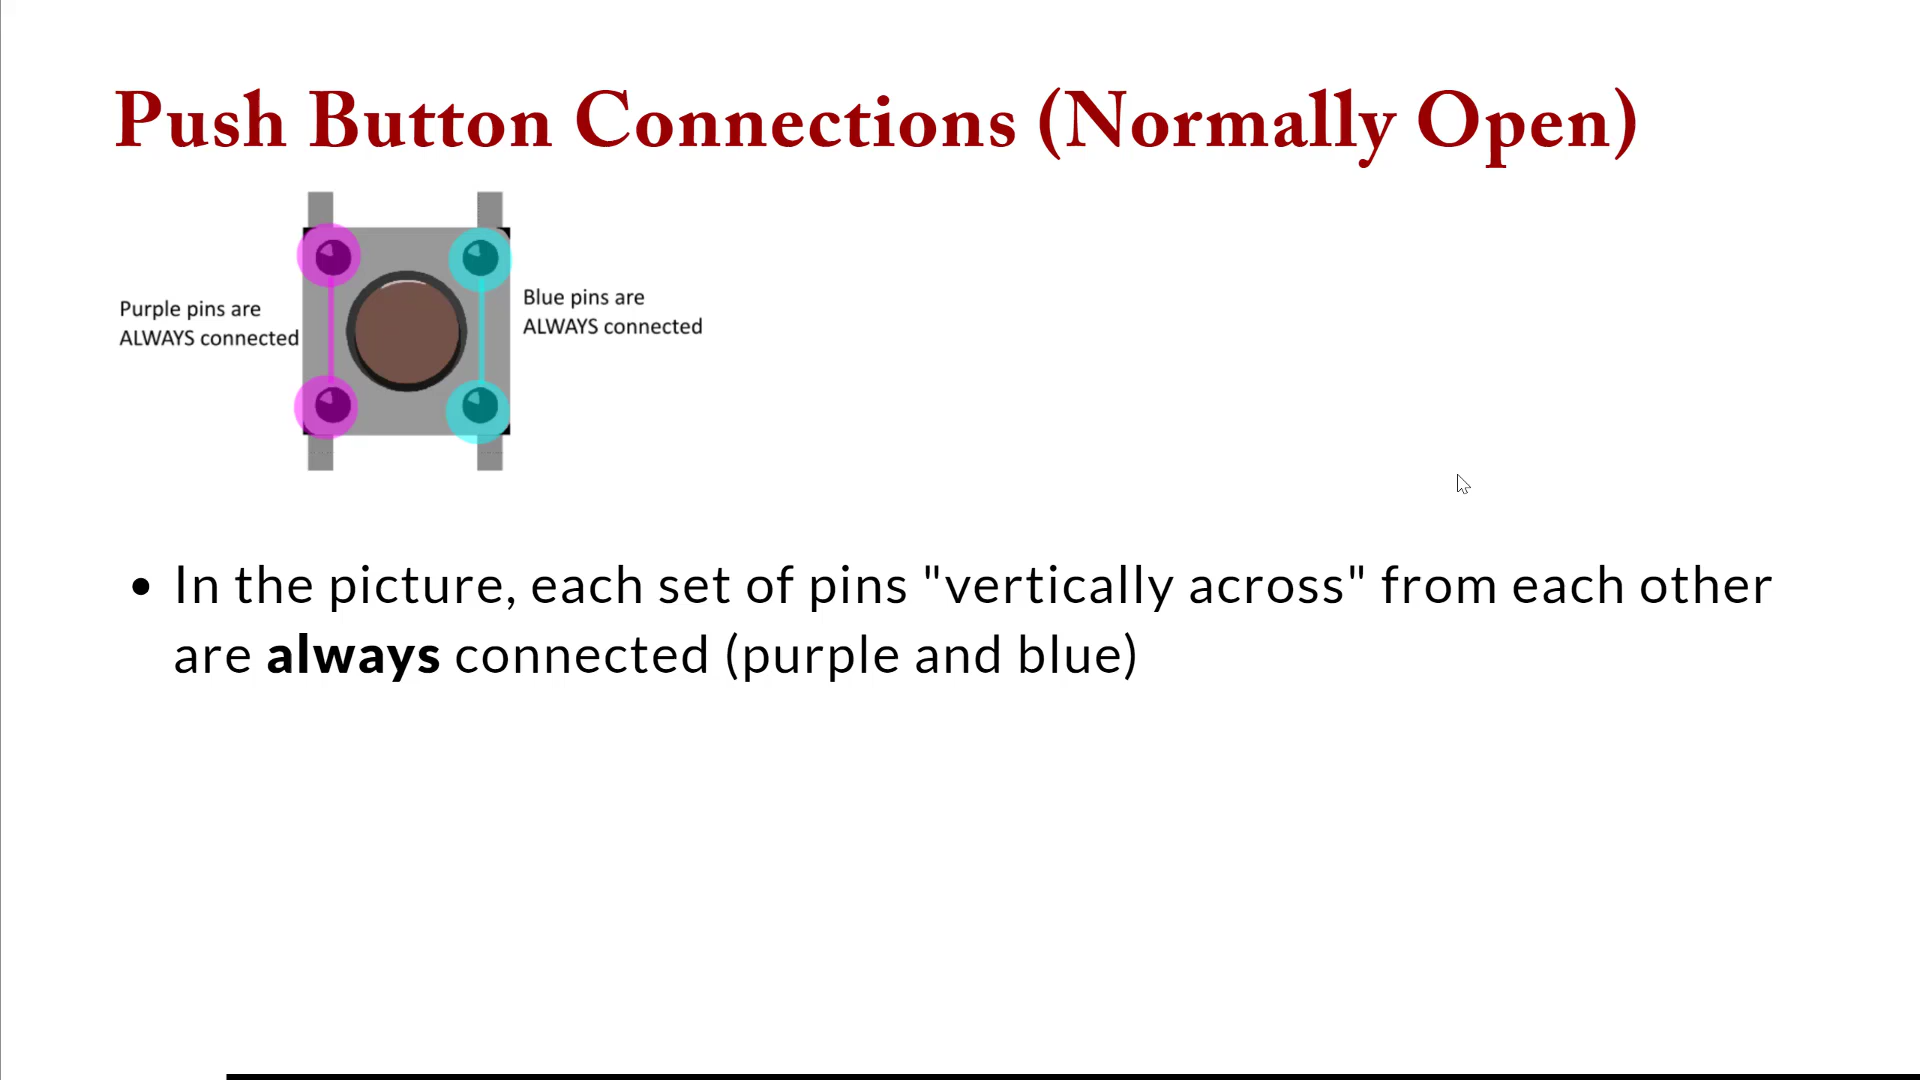 Push Button Connections (Normally Open)
Purple pins are
ALWAYS connected
Blue pins are
ALWAYS connected
• In the picture, each set of pins "vertically across" from each other
are always connected (purple and blue)